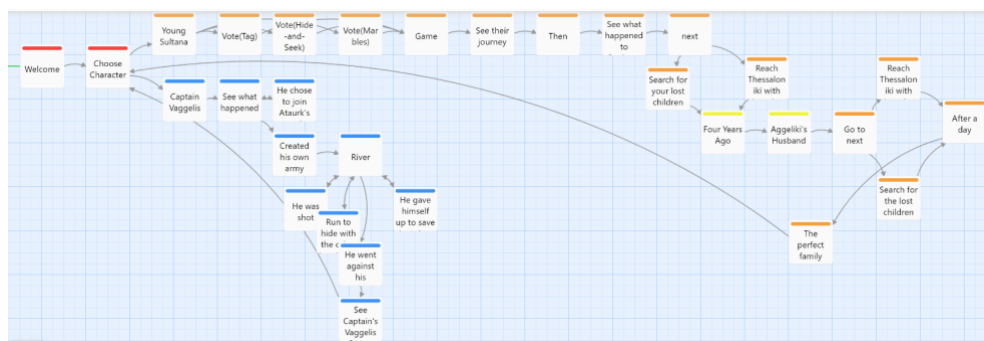 Welcome
Choose
Character
Young
Sultana
Vote(Tag)
Vote(Hide
-and-
Seek)
Vote(Mar
bles)
Game
See their
journey
Then
See what
happened
to
next
Search for
your lost
children
Reach
Thessalon
iki with
Four Years
Ago
Aggeliki's
Husband
Go to
next
Reach
Thessalon
iki with
After a
day
Search for
the lost
children
The
perfect
family
Captain
Vaggelis
See what
happened
He chose
to join
Ataurk's
Created
his own
army
River
He was
shot
Run to
hide with
the
He gave
himself
up to save
He went
against
his
See
Captain's
Vaggelis